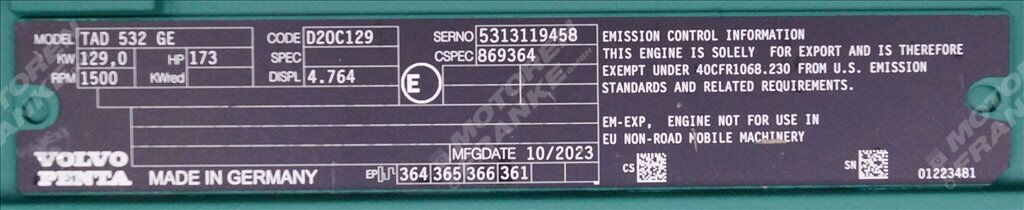 MODEL TAD 532 GE CODE D20C129 SERNO 5313119458
KW 129,0 HP 173 SPEC CSPEC 869364
RPM 1500 KWred DISPL 4.764 E
EMISSION CONTROL INFORMATION
THIS ENGINE IS SOLELY FOR EXPORT AND IS THEREFORE
EXEMPT UNDER 40CFR1068.230 FROM U.S. EMISSION
STANDARDS AND RELATED REQUIREMENTS.
EM-EXP, ENGINE NOT FOR USE IN
EU NON-ROAD MOBILE MACHINERY
MFGDATE 10/2023
VOLVO
PENTA
MADE IN GERMANY
EP 364 365 366 361
CS SN
01223481
MOTOREN
FRANKE